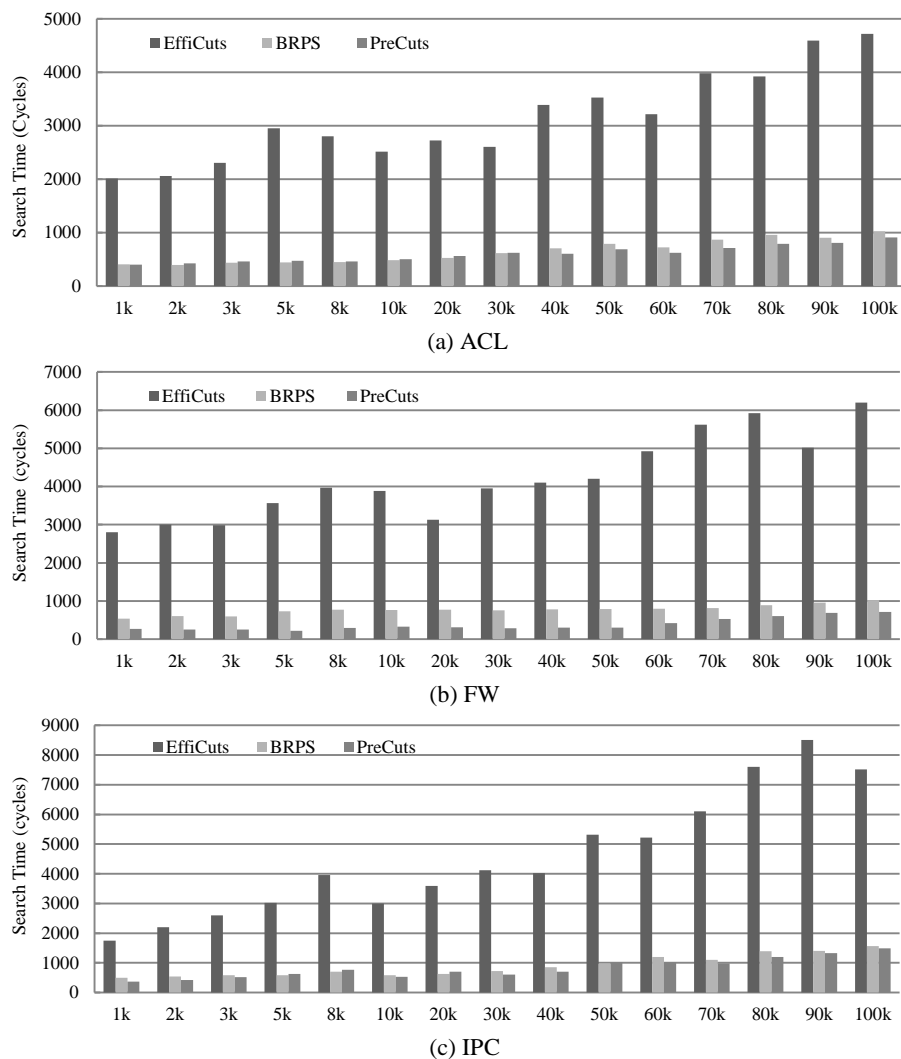 5000
EffiCuts BRPS PreCuts
4000
3000
2000
1000
0
Search Time (Cycles)
1k 2k 3k 5k 8k 10k 20k 30k 40k 50k 60k 70k 80k 90k 100k
(a) ACL
7000
EffiCuts BRPS PreCuts
6000
5000
4000
3000
2000
1000
0
Search Time (cycles)
1k 2k 3k 5k 8k 10k 20k 30k 40k 50k 60k 70k 80k 90k 100k
(b) FW
9000
EffiCuts BRPS PreCuts
8000
7000
6000
5000
4000
3000
2000
1000
0
Search Time (cycles)
1k 2k 3k 5k 8k 10k 20k 30k 40k 50k 60k 70k 80k 90k 100k
(c) IPC